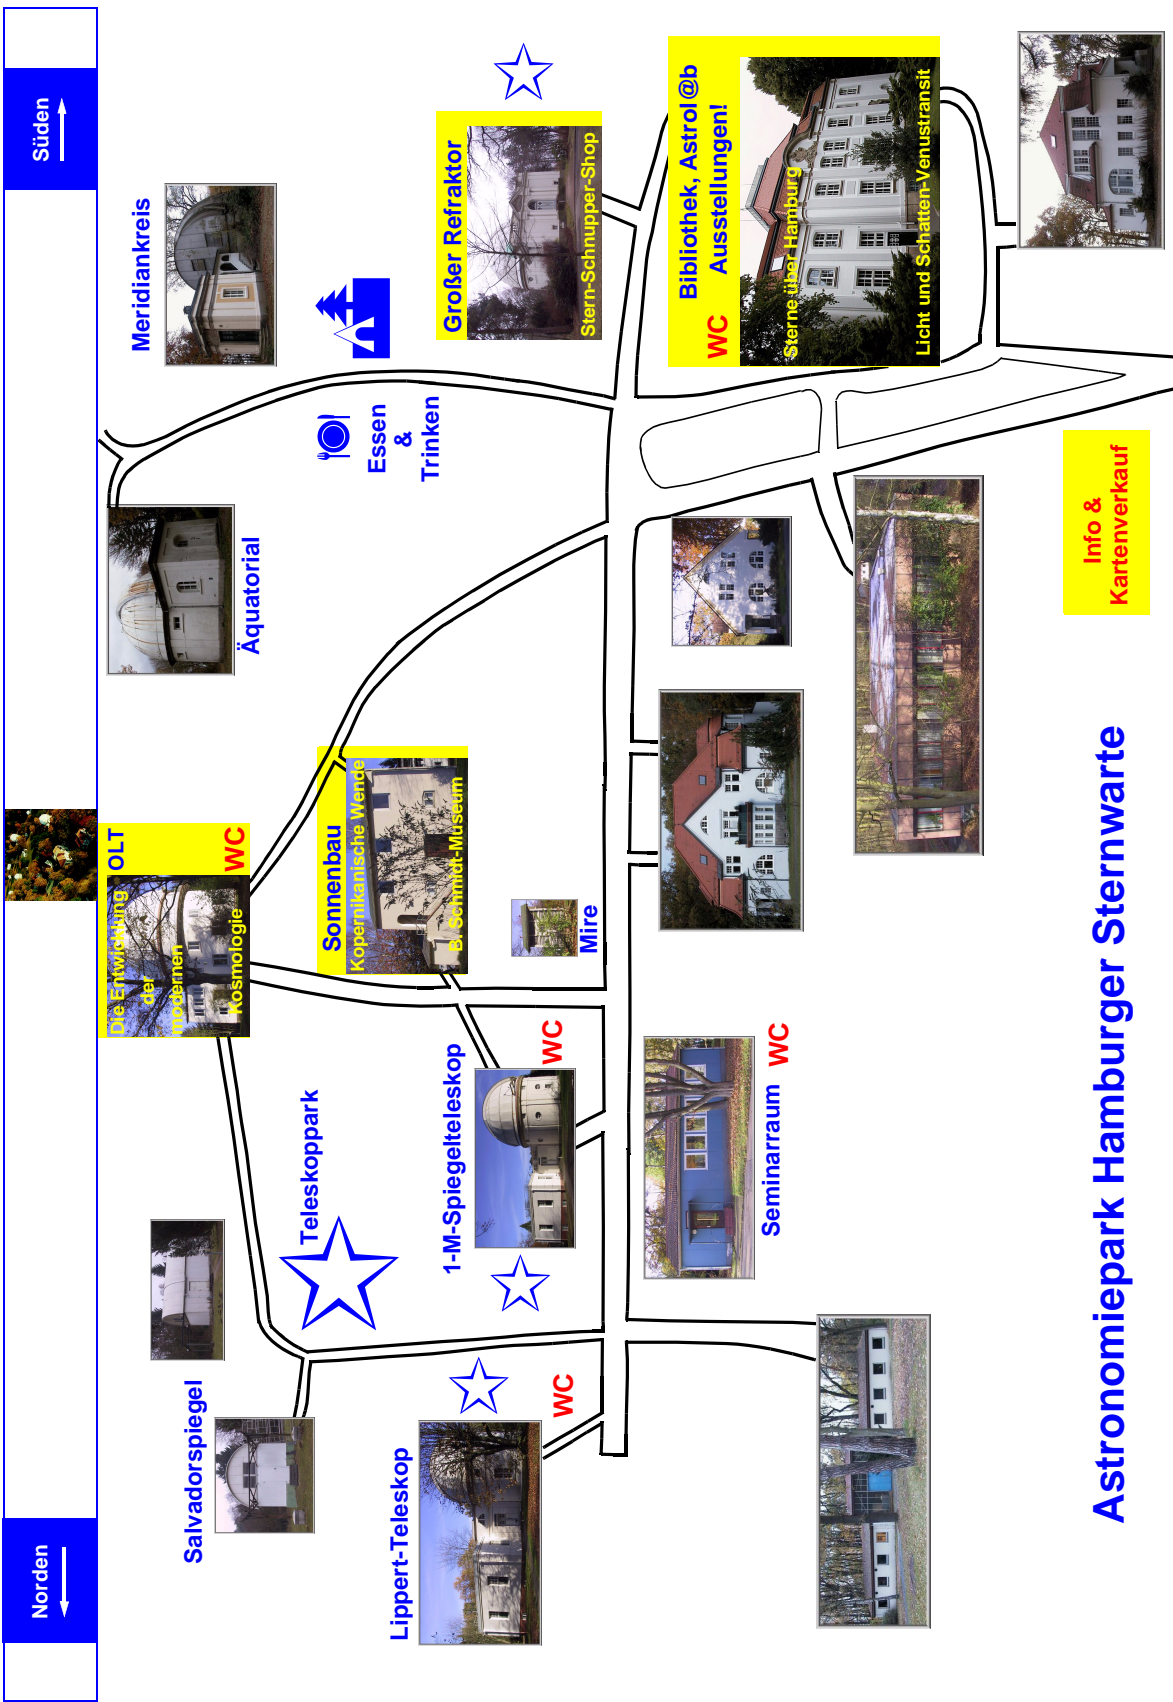 Norden
Süden
Meridiankreis
Äquatorial
OLT
Die Entwicklung
der
modernen
Kosmologie
WC
Salvadorspiegel
Teleskoppark
Sonnenbau
Kopernikanische Wende
B. Schmidt-Museum
Essen
&
Trinken
Großer Refraktor
Stern-Schnupper-Shop
Lippert-Teleskop
WC
1-M-Spiegelteleskop
WC
Mire
Bibliothek, Astrol@b
WC Ausstellungen!
Sterne über Hamburg
Licht und Schatten-Venustransit
Seminarraum WC
Info &
Kartenverkauf
Astronomiepark Hamburger Sternwarte